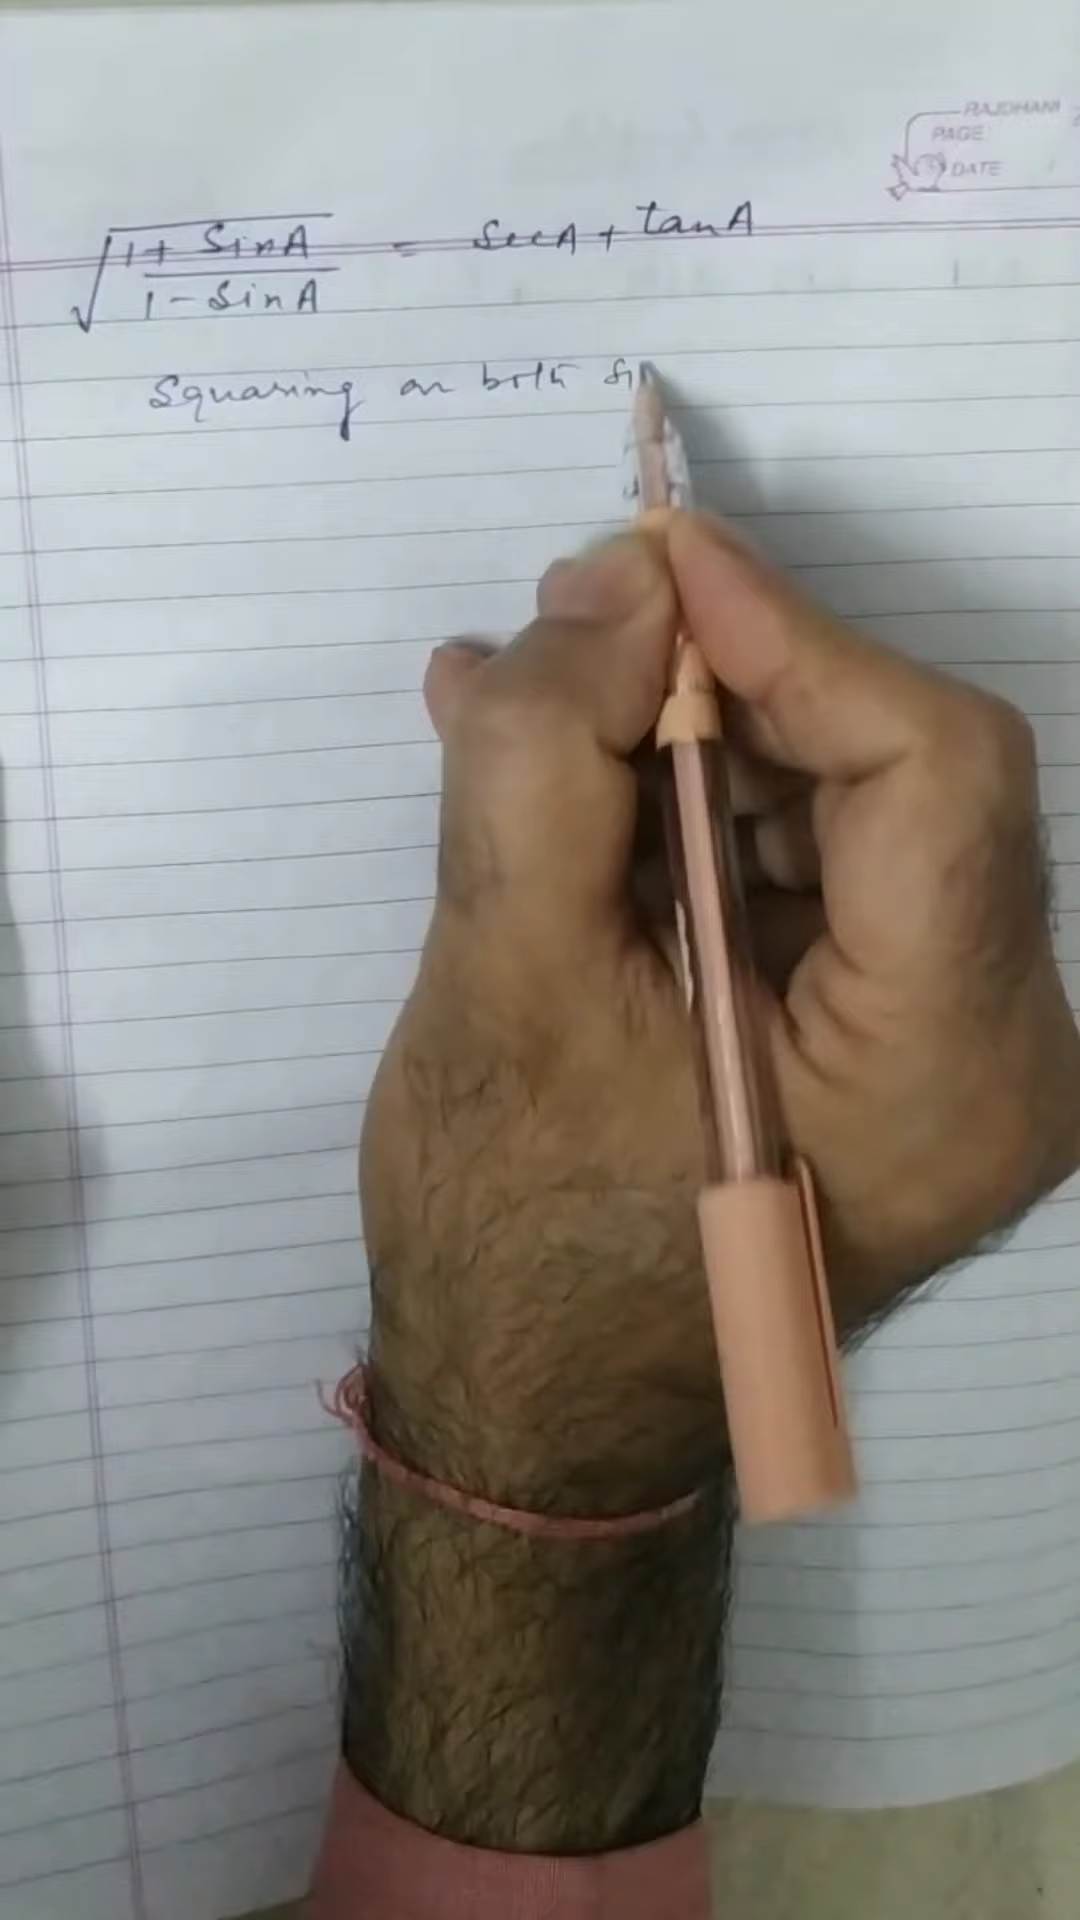 RAJDHANI
PAGE
DATE
√(1 + SinA / 1 - SinA) = SecA + tanA
Squaring on both